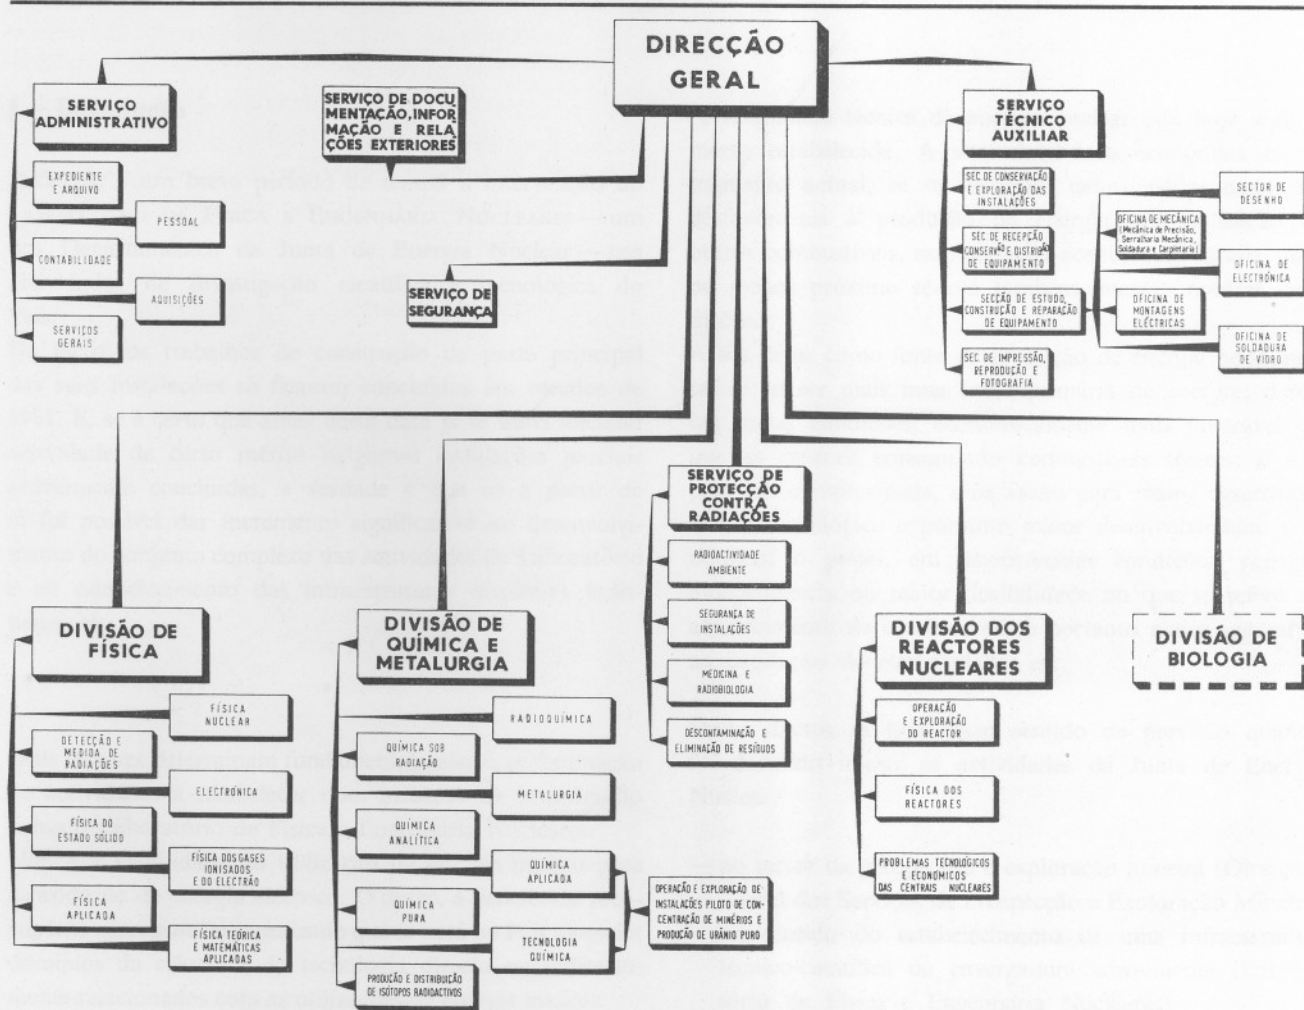 DIRECÇÃO
GERAL
SERVIÇO
ADMINISTRATIVO
EXPEDIENTE
E ARQUIVO
PESSOAL
CONTABILIDADE
AQUISIÇÕES
SERVIÇOS
GERAIS
SERVIÇO DE DOCU
MENTAÇÃO, INFOR
MAÇÃO E RELA
ÇÕES EXTERIORES
SERVIÇO DE
SEGURANÇA
SERVIÇO
TÉCNICO
AUXILIAR
SEC DE CONSERVAÇÃO
E EXPLORAÇÃO DAS
INSTALAÇÕES
SEC DE RECEPÇÃO
CONSERVÃO E DISTRIÃO
DE EQUIPAMENTO
SECÇÃO DE ESTUDO,
CONSTRUÇÃO E REPARAÇÃO
DE EQUIPAMENTO
SEC DE IMPRESSÃO,
REPRODUÇÃO E
FOTOGRAFIA
SECTOR DE
DESENHO
OFICINA DE MECÂNICA
(Mecânica de Precisão,
Serralharia Mecânica,
Soldadura e Carpintaria)
OFICINA DE
ELECTRÓNICA
OFICINA DE
MONTAGENS
ELÉCTRICAS
OFICINA DE
SOLDADURA
DE VIDRO
SERVIÇO DE
PROTECÇÃO
CONTRA
RADIAÇÕES
RADIOACTIVIDADE
AMBIENTE
SEGURANÇA DE
INSTALAÇÕES
MEDICINA E
RADIOBIOLOGIA
DESCONTAMINAÇÃO E
ELIMINAÇÃO DE RESÍDUOS
DIVISÃO DE
FÍSICA
FÍSICA
NUCLEAR
DETECÇÃO E
MEDIDA DE
RADIAÇÕES
ELECTRÓNICA
FÍSICA DO
ESTADO SÓLIDO
FÍSICA DOS GASES
IONISADOS
E DO ELECTRÃO
FÍSICA
APLICADA
FÍSICA TEÓRICA
E MATEMÁTICAS
APLICADAS
DIVISÃO DE
QUÍMICA E
METALURGIA
RADIOQUÍMICA
QUÍMICA SOB
RADIAÇÃO
METALURGIA
QUÍMICA
ANALÍTICA
QUÍMICA
APLICADA
QUÍMICA
PURA
TECNOLOGIA
QUÍMICA
PRODUÇÃO E DISTRIBUIÇÃO
DE ISÓTOPOS RADIOACTIVOS
OPERAÇÃO E EXPLORAÇÃO DE
INSTALAÇÕES PILOTO DE CON-
CENTRAÇÃO DE MINÉRIOS E
PRODUÇÃO DE URÂNIO PURO
DIVISÃO DOS
REACTORES
NUCLEARES
OPERAÇÃO
E EXPLORAÇÃO
DO REACTOR
FÍSICA DOS
REACTORES
PROBLEMAS TECNOLÓGICOS
E ECONÓMICOS
DAS CENTRAIS NUCLEARES
DIVISÃO DE
BIOLOGIA